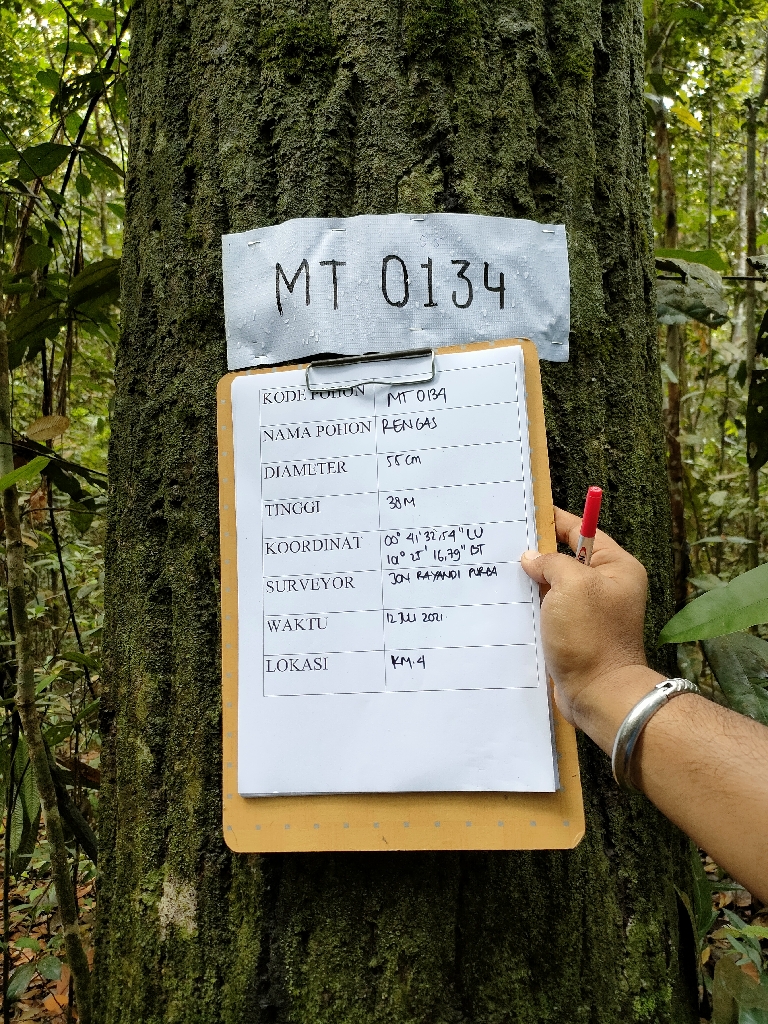 MT 0134
KODE POHON MT 0134
NAMA POHON RENGAS
DIAMETER 55 cm
TINGGI 38 M
KOORDINAT 00° 41' 32,54" LU
101° 25' 16,79" BT
SURVEYOR JON RAYANDI PURBA
WAKTU 12 JULI 2021
LOKASI KM.4